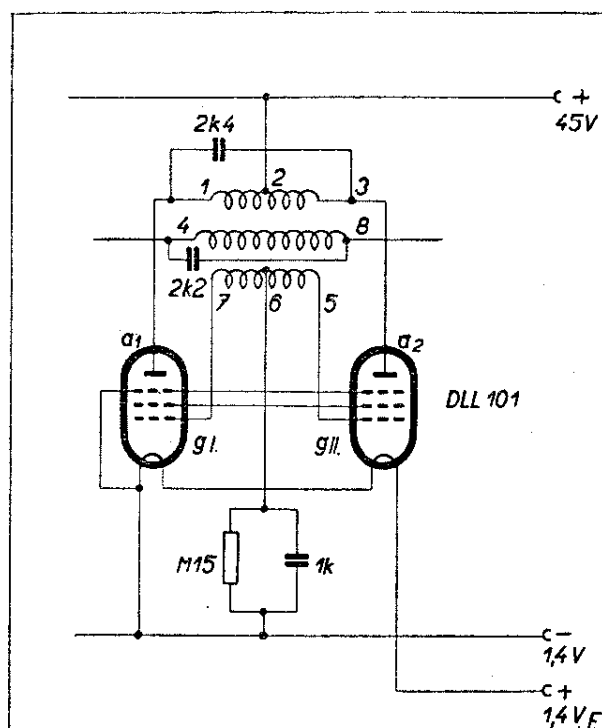 +
45V
2k4
1 2 3
4 8
2k2
7 6 5
a1 a2
DLL 101
gI. gII.
M15 1k
−
1,4V
+
1,4V F